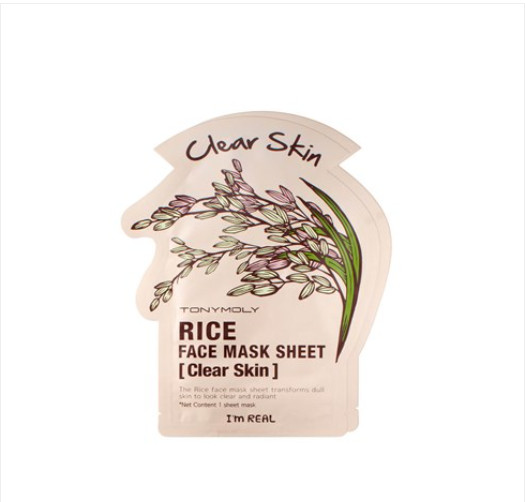 Clear Skin
TONYMOLY
RICE
FACE MASK SHEET
[Clear Skin]
The Rice face mask sheet transforms dull
skin to look clear and radiant
*Net Content 1 sheet mask
I'm REAL